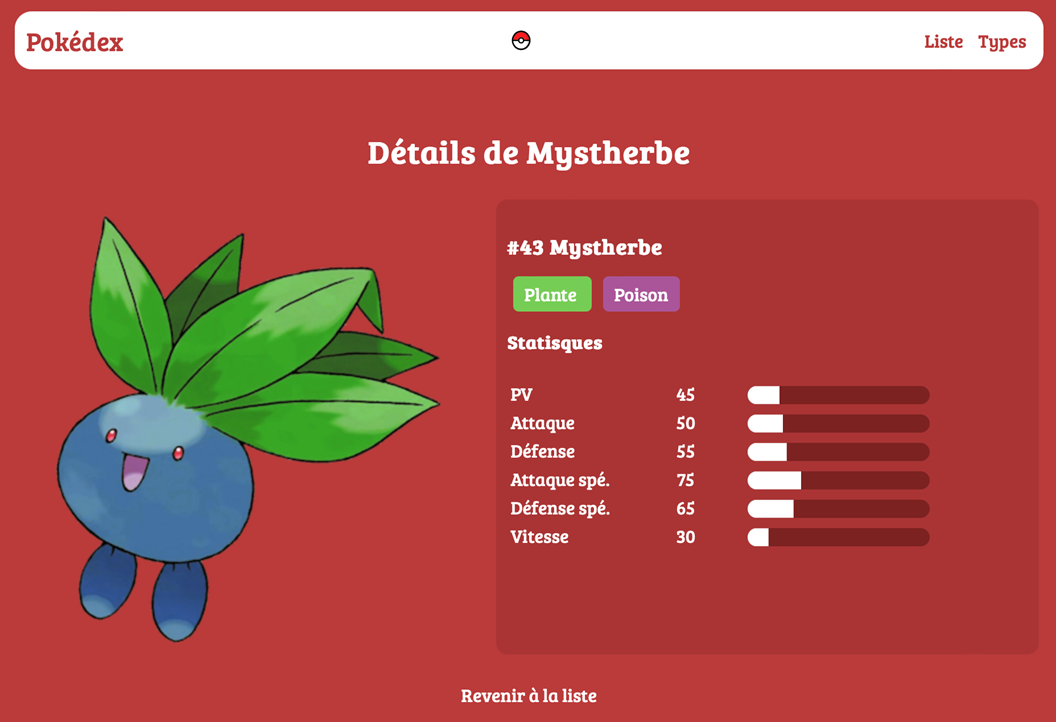 Pokédex
Liste Types
Détails de Mystherbe
#43 Mystherbe
Plante Poison
Statisques
PV 45
Attaque 50
Défense 55
Attaque spé. 75
Défense spé. 65
Vitesse 30
Revenir à la liste